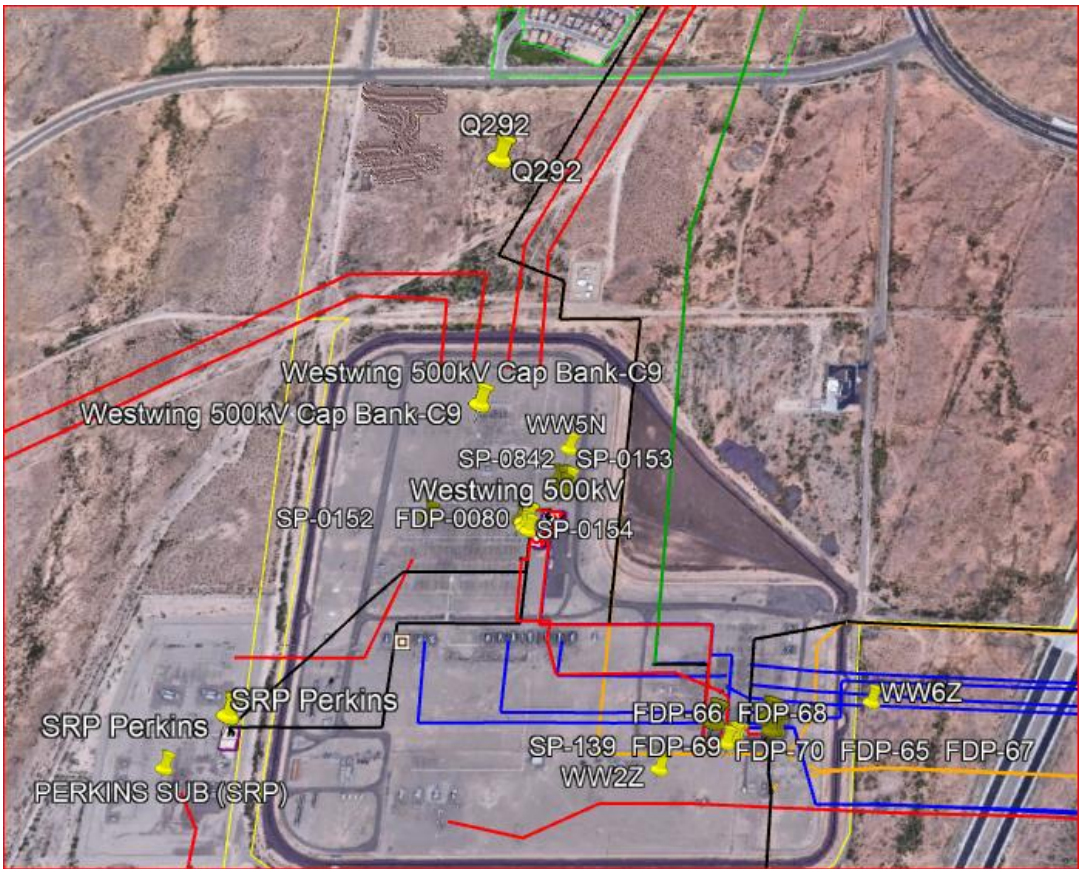 Q292
Q292
Westwing 500kV Cap Bank-C9
Westwing 500kV Cap Bank-C9
WW5N
SP-0842 SP-0153
Westwing 500kV
SP-0152 FDP-0080 SP-0154
WW6Z
SRP Perkins
SRP Perkins
FDP-66 FDP-68
SP-139 FDP-69 FDP-70 FDP-65 FDP-67
WW2Z
PERKINS SUB (SRP)